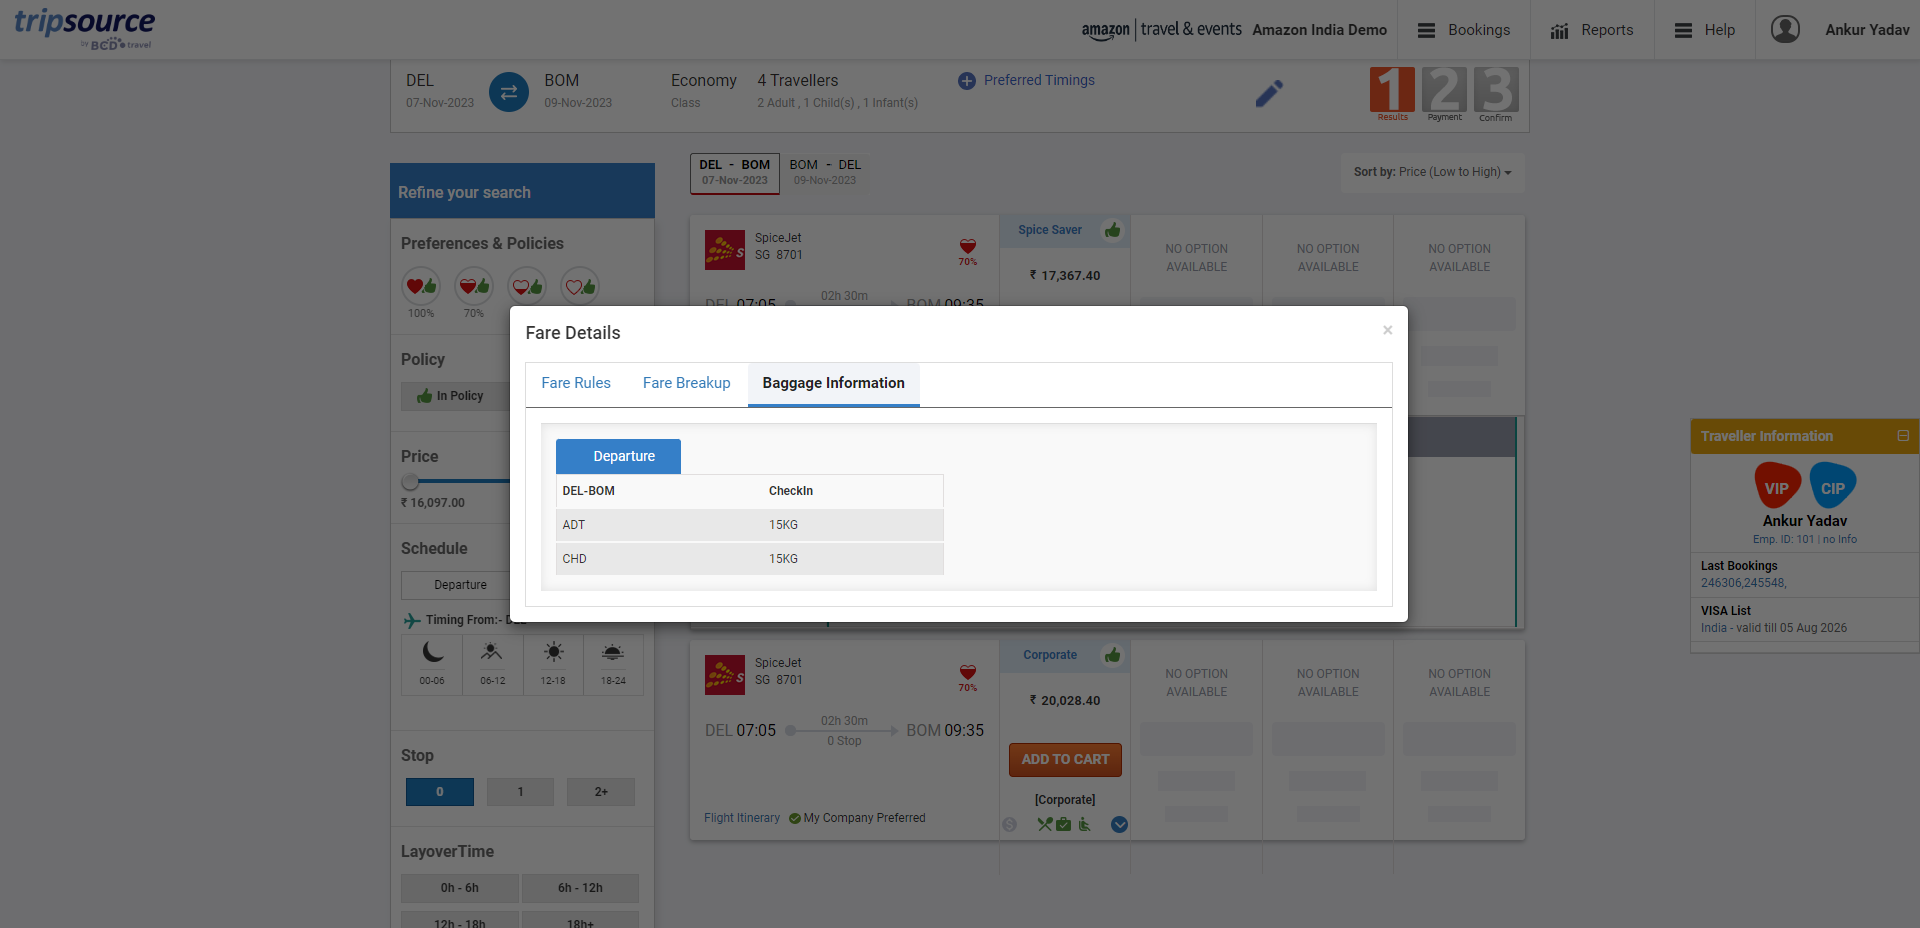 tripsource
by BCD travel
amazon travel & events Amazon India Demo
Bookings
Reports
Help
Ankur Yadav
DEL
07-Nov-2023
BOM
09-Nov-2023
Economy
Class
4 Travellers
2 Adult , 1 Child(s) , 1 Infant(s)
Preferred Timings
1 2 3
Results Payment Confirm
Refine your search
DEL - BOM
07-Nov-2023
BOM - DEL
09-Nov-2023
Sort by: Price (Low to High)
Preferences & Policies
100% 70%
Policy
In Policy
Price
₹ 16,097.00
Schedule
Departure
Timing From:- DEL
00-06 06-12 12-18 18-24
Stop
0 1 2+
LayoverTime
0h - 6h 6h - 12h
12h - 18h 18h+
SpiceJet
SG 8701
70%
DEL 07:05
02h 30m
BOM 09:35
Spice Saver
₹ 17,367.40
NO OPTION AVAILABLE
NO OPTION AVAILABLE
NO OPTION AVAILABLE
Fare Details
×
Fare Rules Fare Breakup Baggage Information
Departure
DEL-BOM CheckIn
ADT 15KG
CHD 15KG
SpiceJet
SG 8701
70%
DEL 07:05
02h 30m
0 Stop
BOM 09:35
Flight Itinerary My Company Preferred
Corporate
₹ 20,028.40
ADD TO CART
[Corporate]
NO OPTION AVAILABLE
NO OPTION AVAILABLE
NO OPTION AVAILABLE
Traveller Information
VIP CIP
Ankur Yadav
Emp. ID: 101 | no Info
Last Bookings
246306,245548,
VISA List
India - valid till 05 Aug 2026